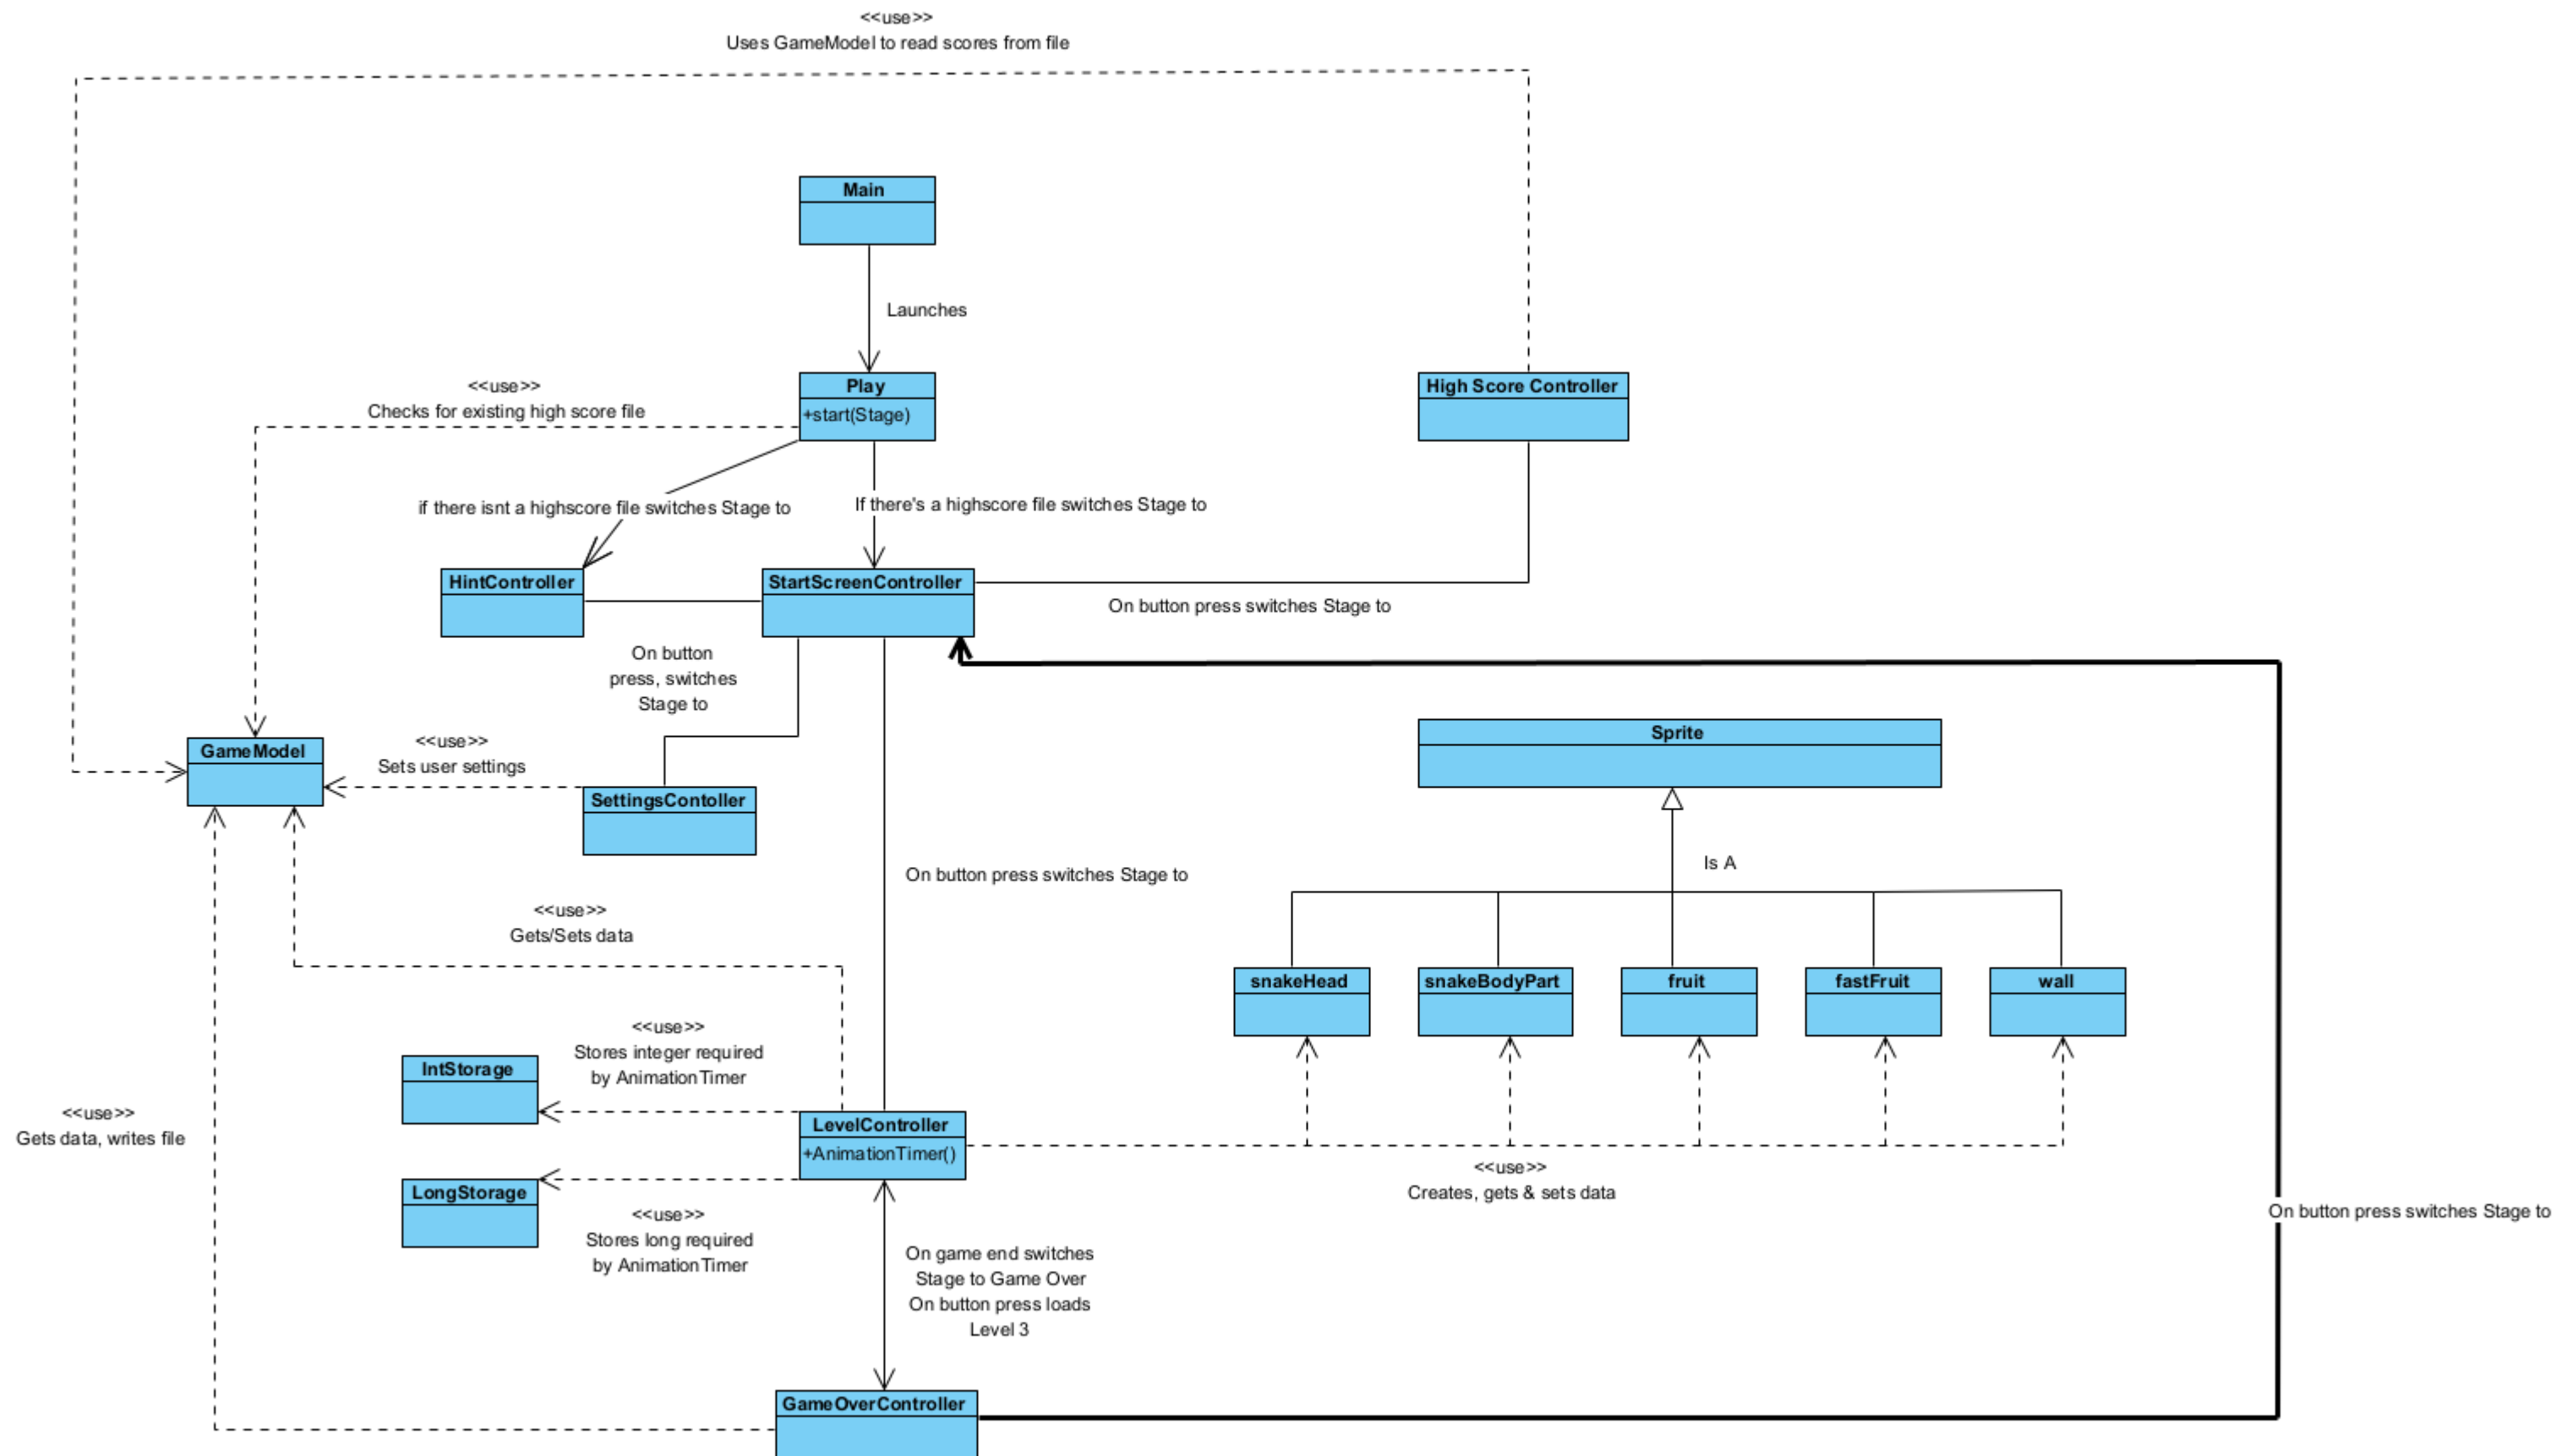 <<use>>
Uses GameModel to read scores from file
Main
Launches
<<use>>
Checks for existing high score file
Play
+start(Stage)
High Score Controller
if there isnt a highscore file switches Stage to
If there's a highscore file switches Stage to
HintController
StartScreenController
On button press switches Stage to
On button
press, switches
Stage to
GameModel
<<use>>
Sets user settings
SettingsContoller
Sprite
Is A
On button press switches Stage to
<<use>>
Gets/Sets data
snakeHead
snakeBodyPart
fruit
fastFruit
wall
<<use>>
Stores integer required
by AnimationTimer
IntStorage
<<use>>
Gets data, writes file
LevelController
+AnimationTimer()
<<use>>
Creates, gets & sets data
LongStorage
<<use>>
Stores long required
by AnimationTimer
On button press switches Stage to
On game end switches
Stage to Game Over
On button press loads
Level 3
GameOverController